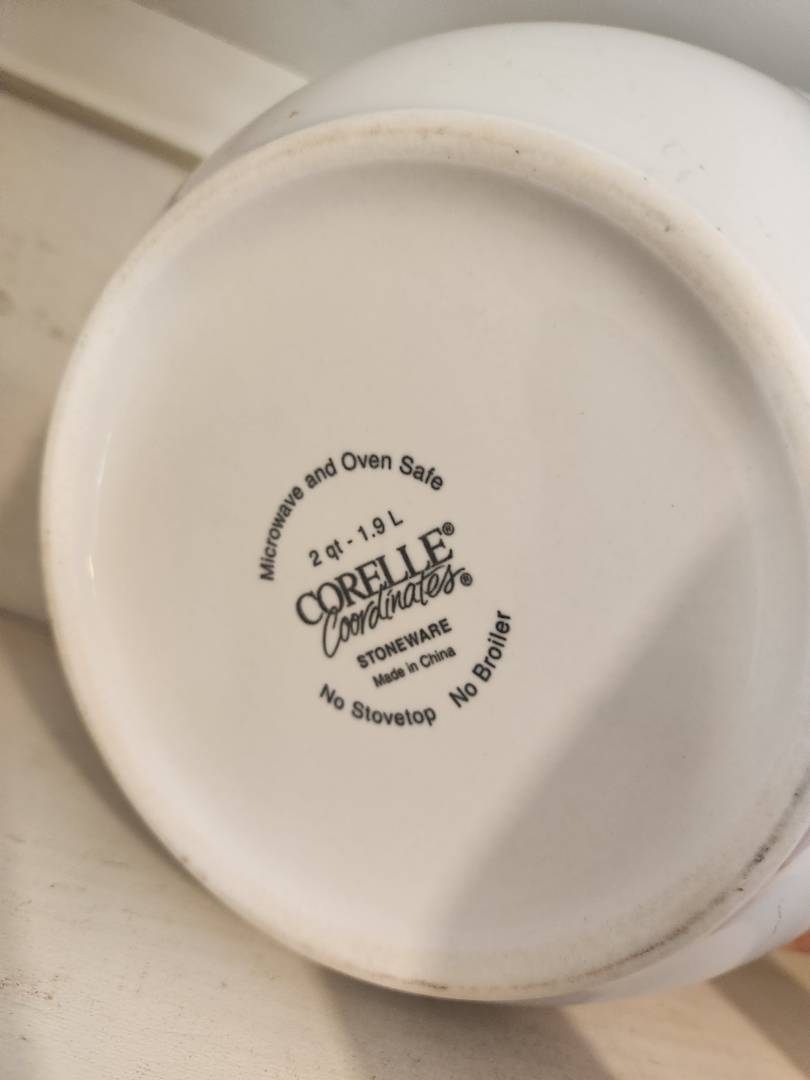 Microwave and Oven Safe
2 qt - 1.9 L
CORELLE®
Coordinates®
STONEWARE
Made in China
No Stovetop No Broiler